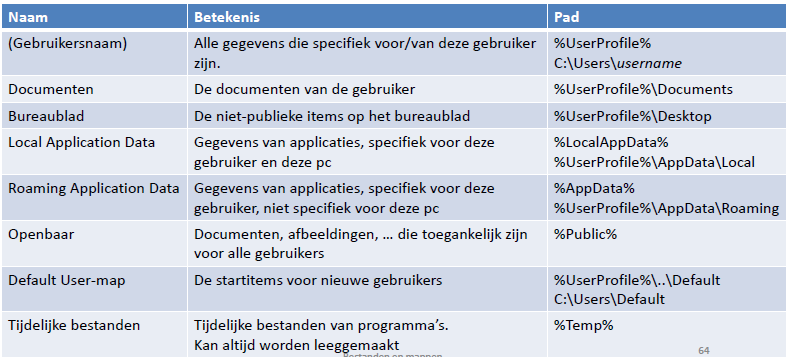 Naam Betekenis Pad
(Gebruikersnaam) Alle gegevens die specifiek voor/van deze gebruiker %UserProfile%
zijn. C:\Users\username
Documenten De documenten van de gebruiker %UserProfile%\Documents
Bureaublad De niet-publieke items op het bureaublad %UserProfile%\Desktop
Local Application Data Gegevens van applicaties, specifiek voor deze %LocalAppData%
gebruiker en deze pc %UserProfile%\AppData\Local
Roaming Application Data Gegevens van applicaties, specifiek voor deze %AppData%
gebruiker, niet specifiek voor deze pc %UserProfile%\AppData\Roaming
Openbaar Documenten, afbeeldingen, … die toegankelijk zijn %Public%
voor alle gebruikers
Default User-map De startitems voor nieuwe gebruikers %UserProfile%\..\Default
C:\Users\Default
Tijdelijke bestanden Tijdelijke bestanden van programma's. %Temp%
Kan altijd worden leeggemaakt 64
Bestanden en mappen